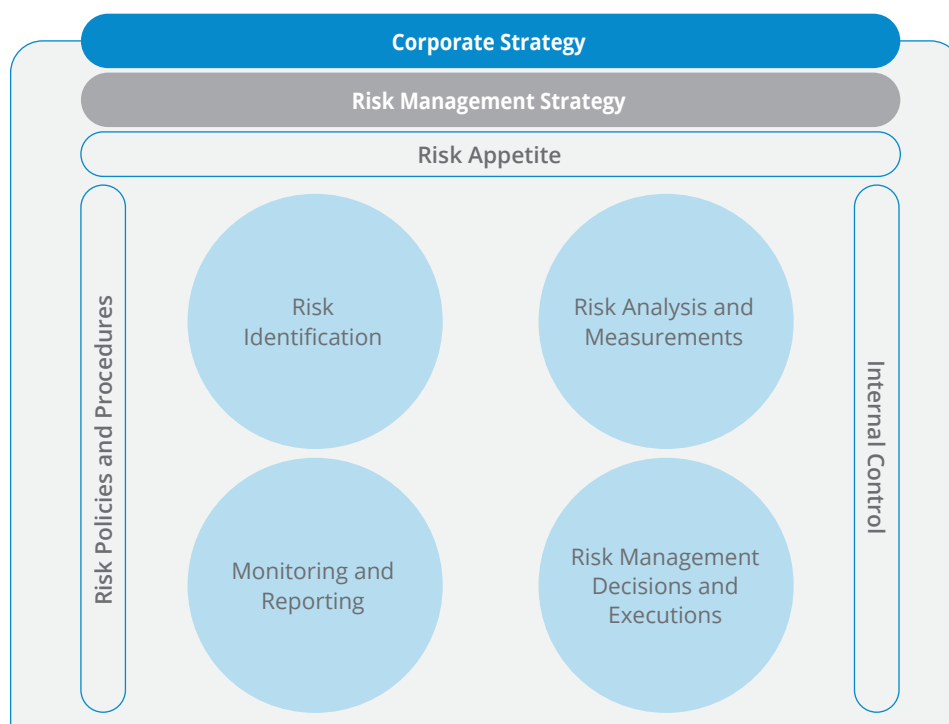 Corporate Strategy
Risk Management Strategy
Risk Appetite
Risk Policies and Procedures
Risk
Identification
Risk Analysis and
Measurements
Internal Control
Monitoring and
Reporting
Risk Management
Decisions and
Executions